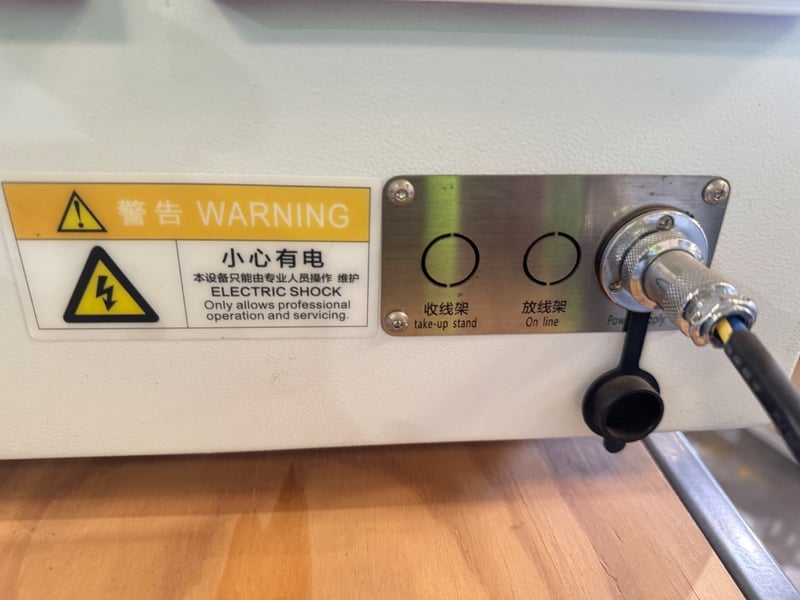 警告 WARNING
小心有电
本设备只能由专业人员操作 维护
ELECTRIC SHOCK
Only allows professional
operation and servicing.
收线架
take-up stand
放线架
On line